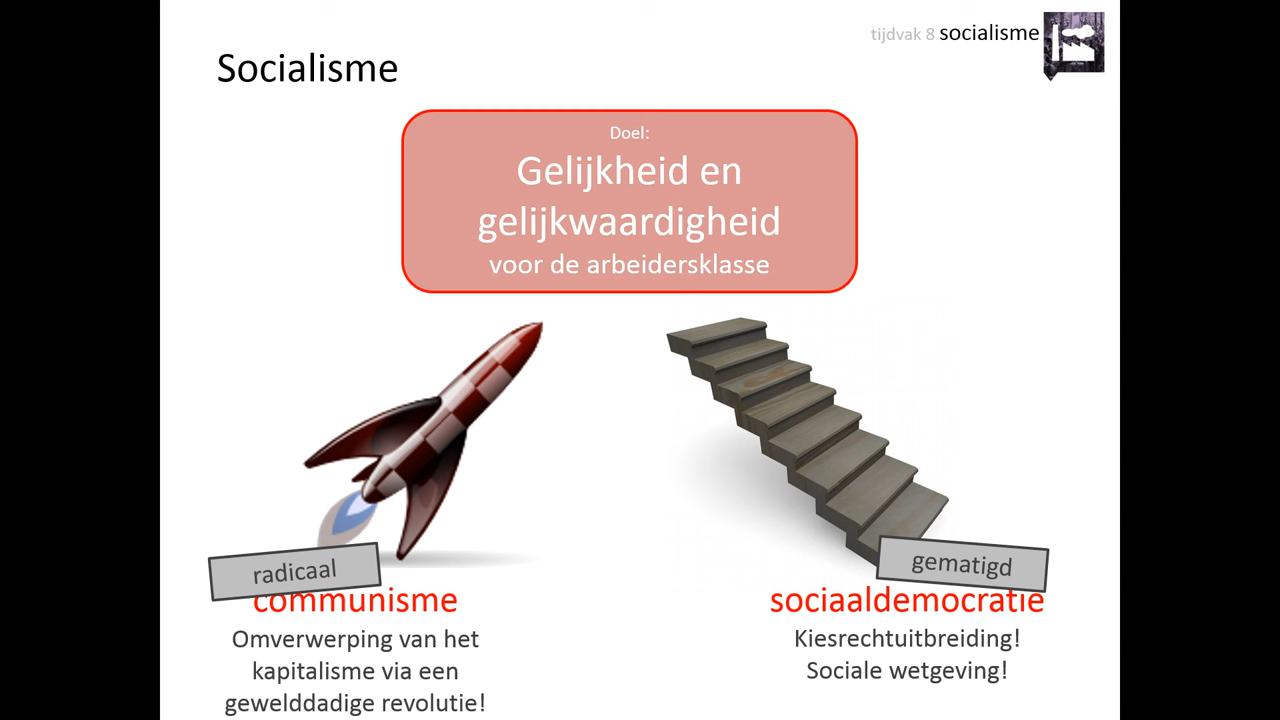 tijdvak 8 socialisme
Socialisme
Doel:
Gelijkheid en
gelijkwaardigheid
voor de arbeidersklasse
radicaal
communisme
Omverwerping van het
kapitalisme via een
gewelddadige revolutie!
gematigd
sociaaldemocratie
Kiesrechtuitbreiding!
Sociale wetgeving!